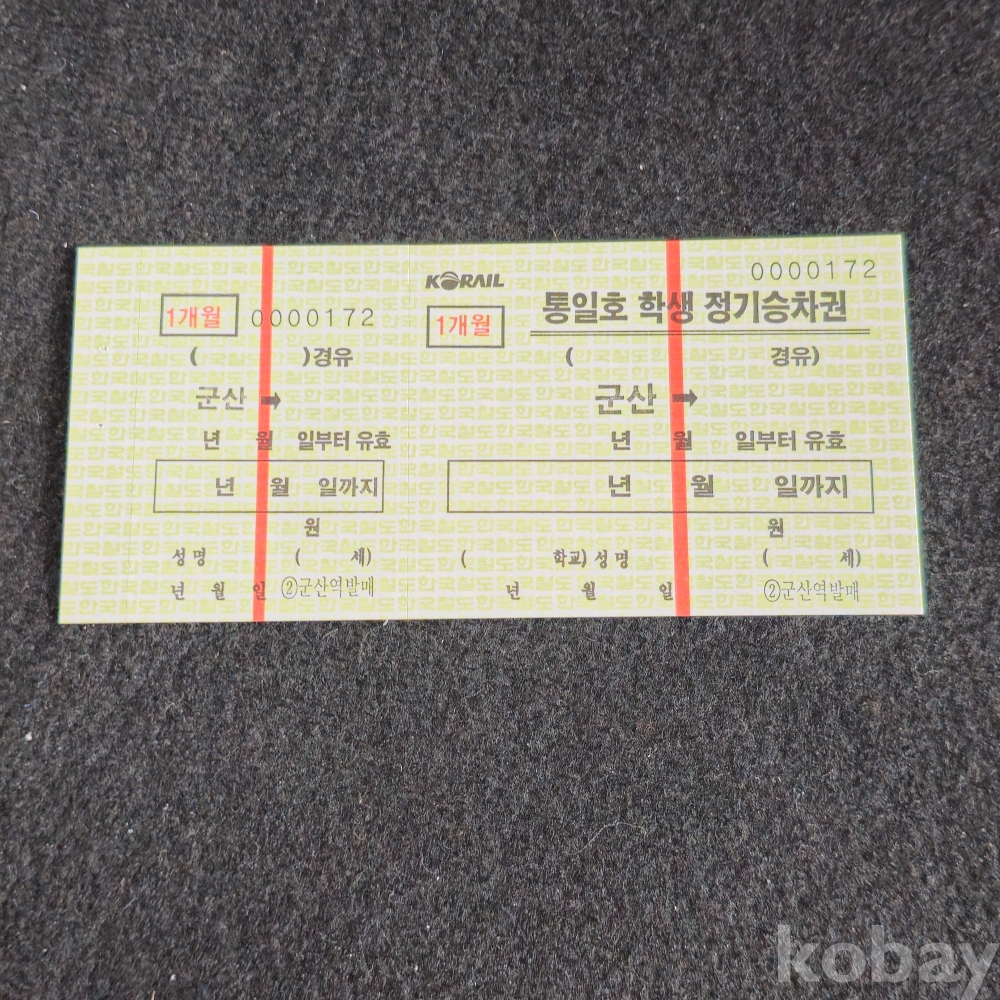 1개월 0000172
( )경유
군산 ➡
년 월 일부터 유효
년 월 일까지
원
성명 ( 세)
년 월 일 ②군산역발매
KORAIL 0000172
1개월 통일호 학생 정기승차권
( 경유)
군산 ➡
년 월 일부터 유효
년 월 일까지
원
( 학교) 성명 ( 세)
년 월 일 ②군산역발매
kobay